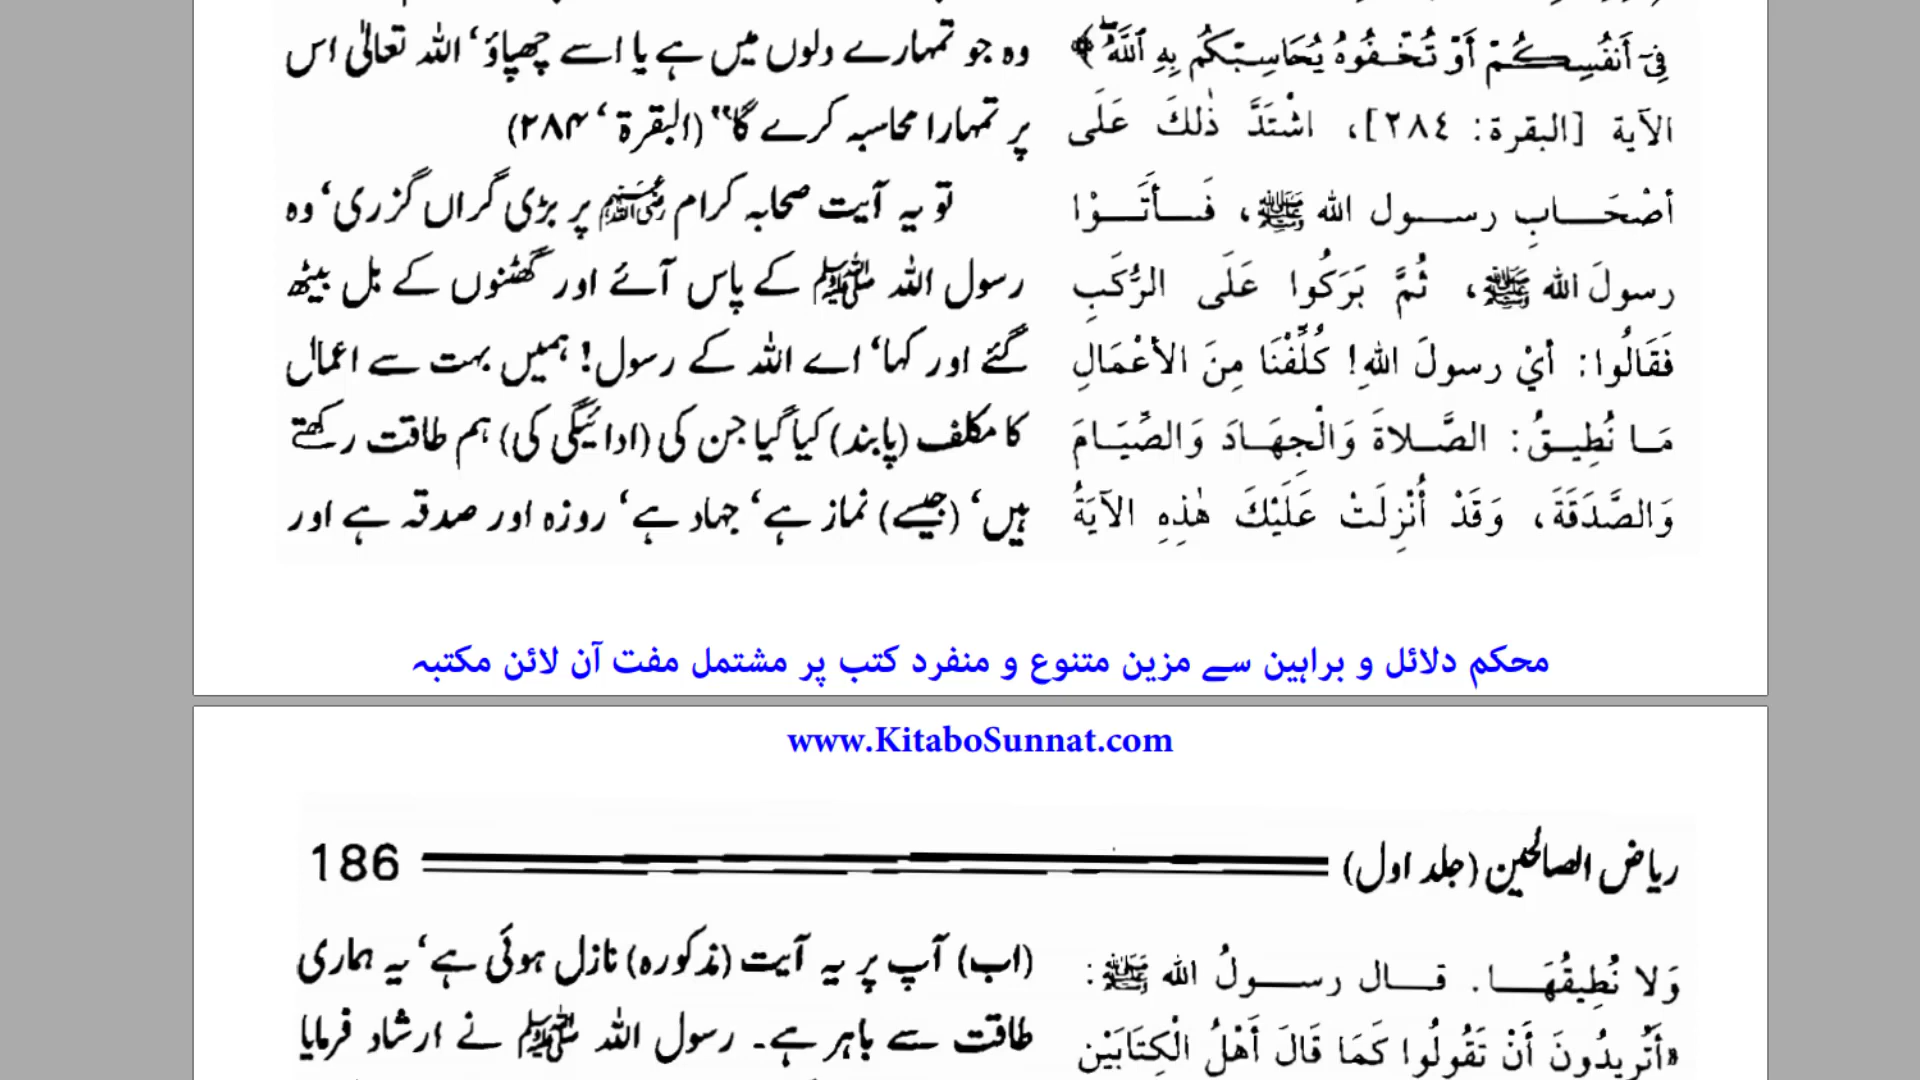 فِيٓ أَنفُسِكُمْ أَوْ تُخْفُوهُ يُحَاسِبْكُم بِهِ ٱللَّهُ ﴾
الآية [البقرة: ٢٨٤]، اشْتَدَّ ذٰلكَ عَلَى
أصْحَابِ رسول الله ﷺ، فَأَتَوْا
رسولَ الله ﷺ، ثُمَّ بَرَكُوا عَلَى الرُّكَبِ
فَقَالُوا: أيْ رسولَ اللهِ! كُلِّفْنَا مِنَ الأعْمَالِ
مَا نُطِيقُ: الصَّلاةَ وَالْجِهَادَ وَالصِّيَامَ
وَالصَّدَقَةَ، وَقَدْ أُنْزِلَتْ عَلَيْكَ هٰذِهِ الآيَةُ
وہ جو تمہارے دلوں میں ہے یا اسے چھپاؤ‘ اللہ تعالیٰ اس
پر تمہارا محاسبہ کرے گا“ (البقرۃ ‘ ۲۸۴)
تو یہ آیت صحابہ کرام رضی اللہ عنہم پر بڑی گراں گزری‘ وہ
رسول اللہ ﷺ کے پاس آئے اور گھٹنوں کے بل بیٹھ
گئے اور کہا‘ اے اللہ کے رسول! ہمیں بہت سے اعمال
کا مکلف (پابند) کیا گیا جن کی (ادائیگی کی) ہم طاقت رکھتے
ہیں‘ (جیسے) نماز ہے‘ جہاد ہے‘ روزہ اور صدقہ ہے اور
محکم دلائل و براہین سے مزین متنوع و منفرد کتب پر مشتمل مفت آن لائن مکتبہ
www.KitaboSunnat.com
ریاض الصالحین (جلد اول) 186
وَلا نُطِيقُهَا. قال رسولُ الله ﷺ:
«أتُرِيدُونَ أَنْ تَقُولُوا كَمَا قَالَ أَهْلُ الْكِتَابَيْنِ
(اب) آپ پر یہ آیت (مذکورہ) نازل ہوئی ہے‘ یہ ہماری
طاقت سے باہر ہے۔ رسول اللہ ﷺ نے ارشاد فرمایا